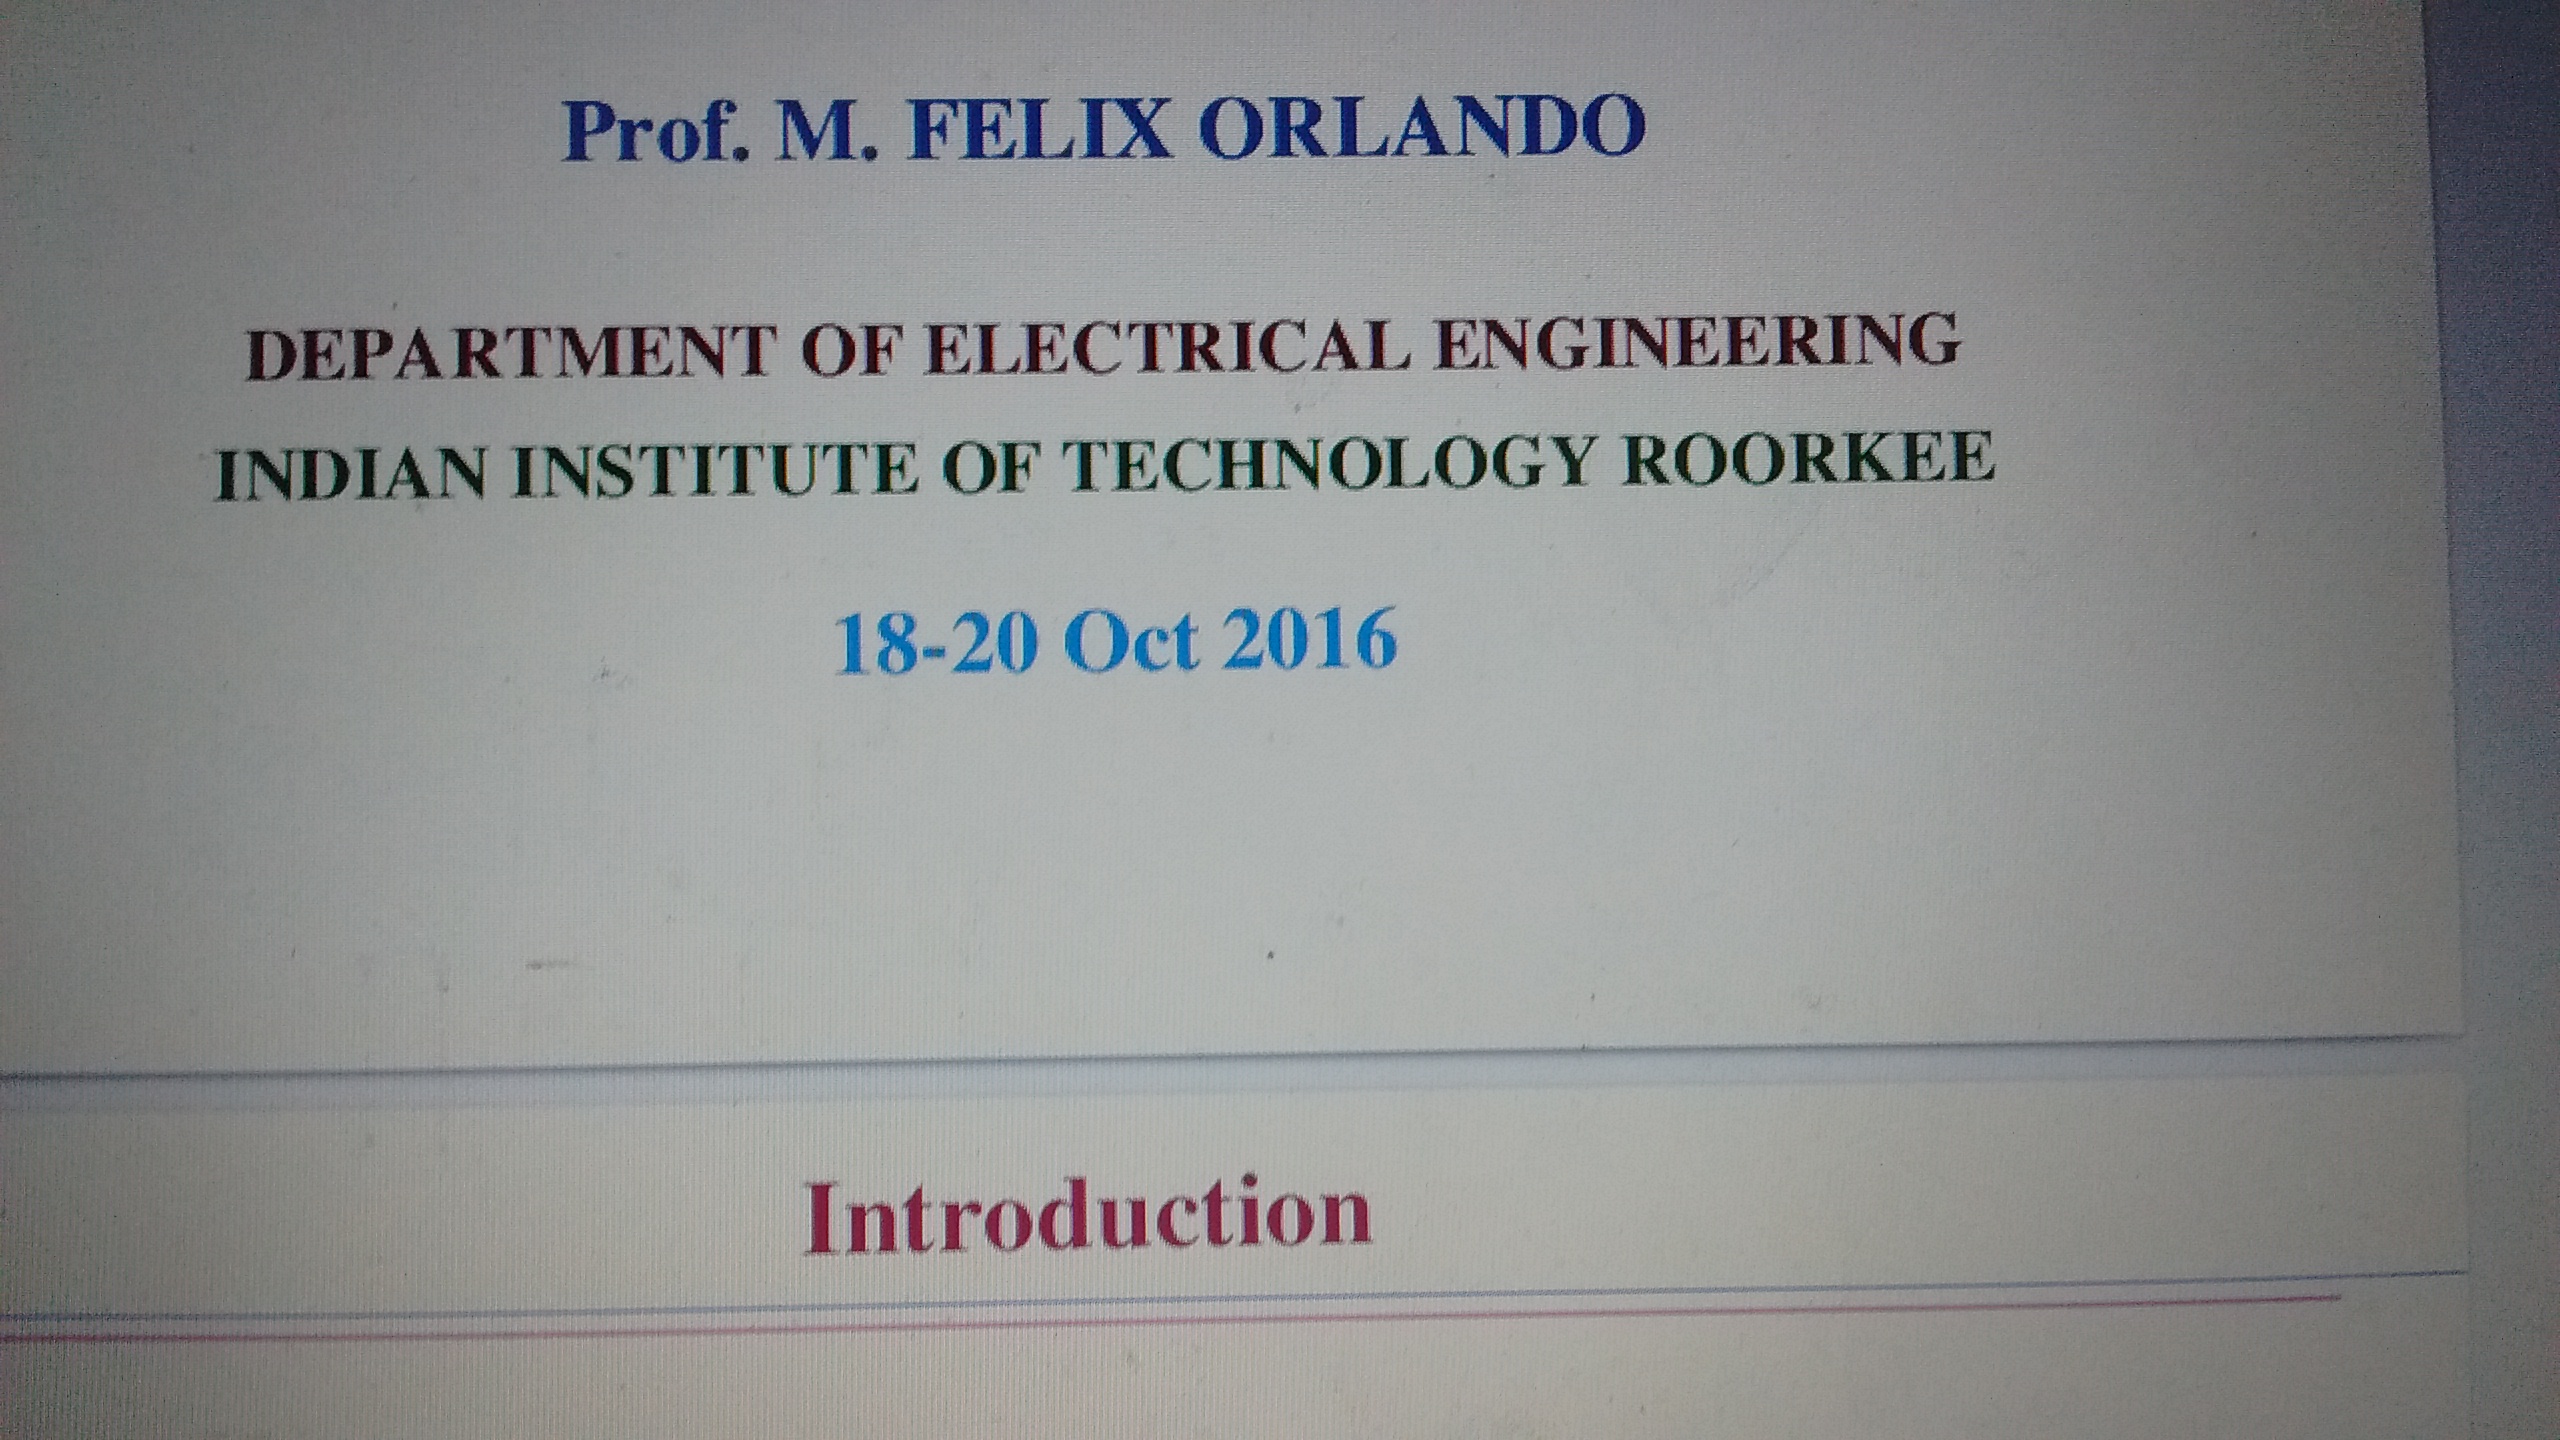 Prof. M. FELIX ORLANDO
DEPARTMENT OF ELECTRICAL ENGINEERING
INDIAN INSTITUTE OF TECHNOLOGY ROORKEE
18-20 Oct 2016
Introduction